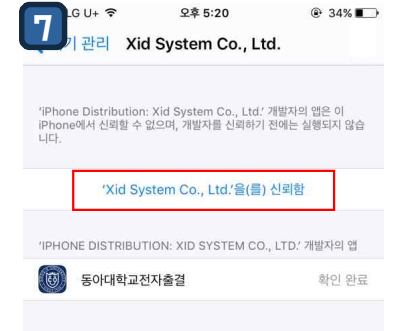 7
LG U+ 오후 5:20 34%
기 관리 Xid System Co., Ltd.
'iPhone Distribution: Xid System Co., Ltd.' 개발자의 앱은 이
iPhone에서 신뢰할 수 없으며, 개발자를 신뢰하기 전에는 실행되지 않습
니다.
'Xid System Co., Ltd.'을(를) 신뢰함
'IPHONE DISTRIBUTION: XID SYSTEM CO., LTD.' 개발자의 앱
동아대학교전자출결 확인 완료